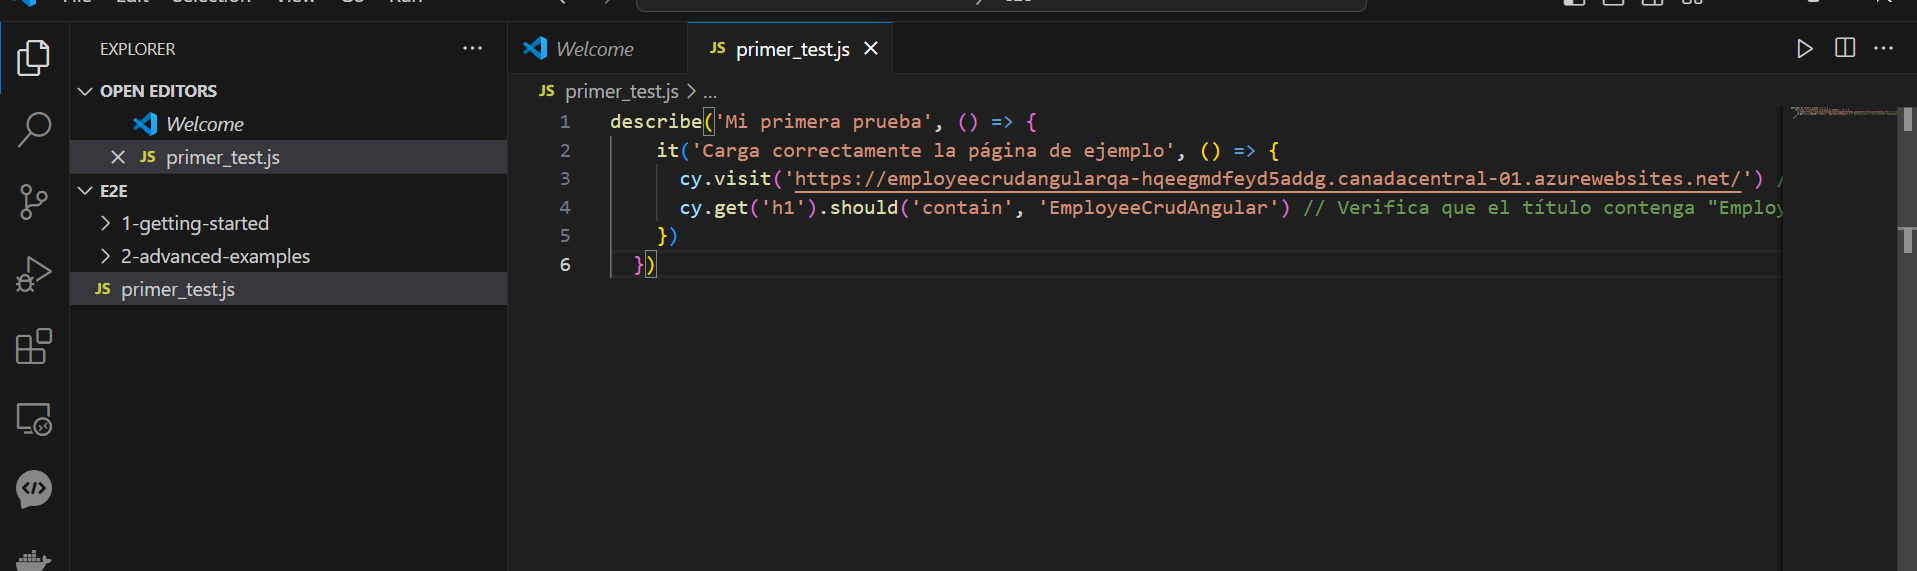 EXPLORER
···
OPEN EDITORS
Welcome
JS primer_test.js
E2E
1-getting-started
2-advanced-examples
JS primer_test.js
Welcome
JS primer_test.js
JS primer_test.js > ...
1 describe('Mi primera prueba', () => {
2 it('Carga correctamente la página de ejemplo', () => {
3 cy.visit('https://employeecrudangularqa-hqeegmdfeyd5addg.canadacentral-01.azurewebsites.net/') /
4 cy.get('h1').should('contain', 'EmployeeCrudAngular') // Verifica que el título contenga "Employ
5 })
6 })